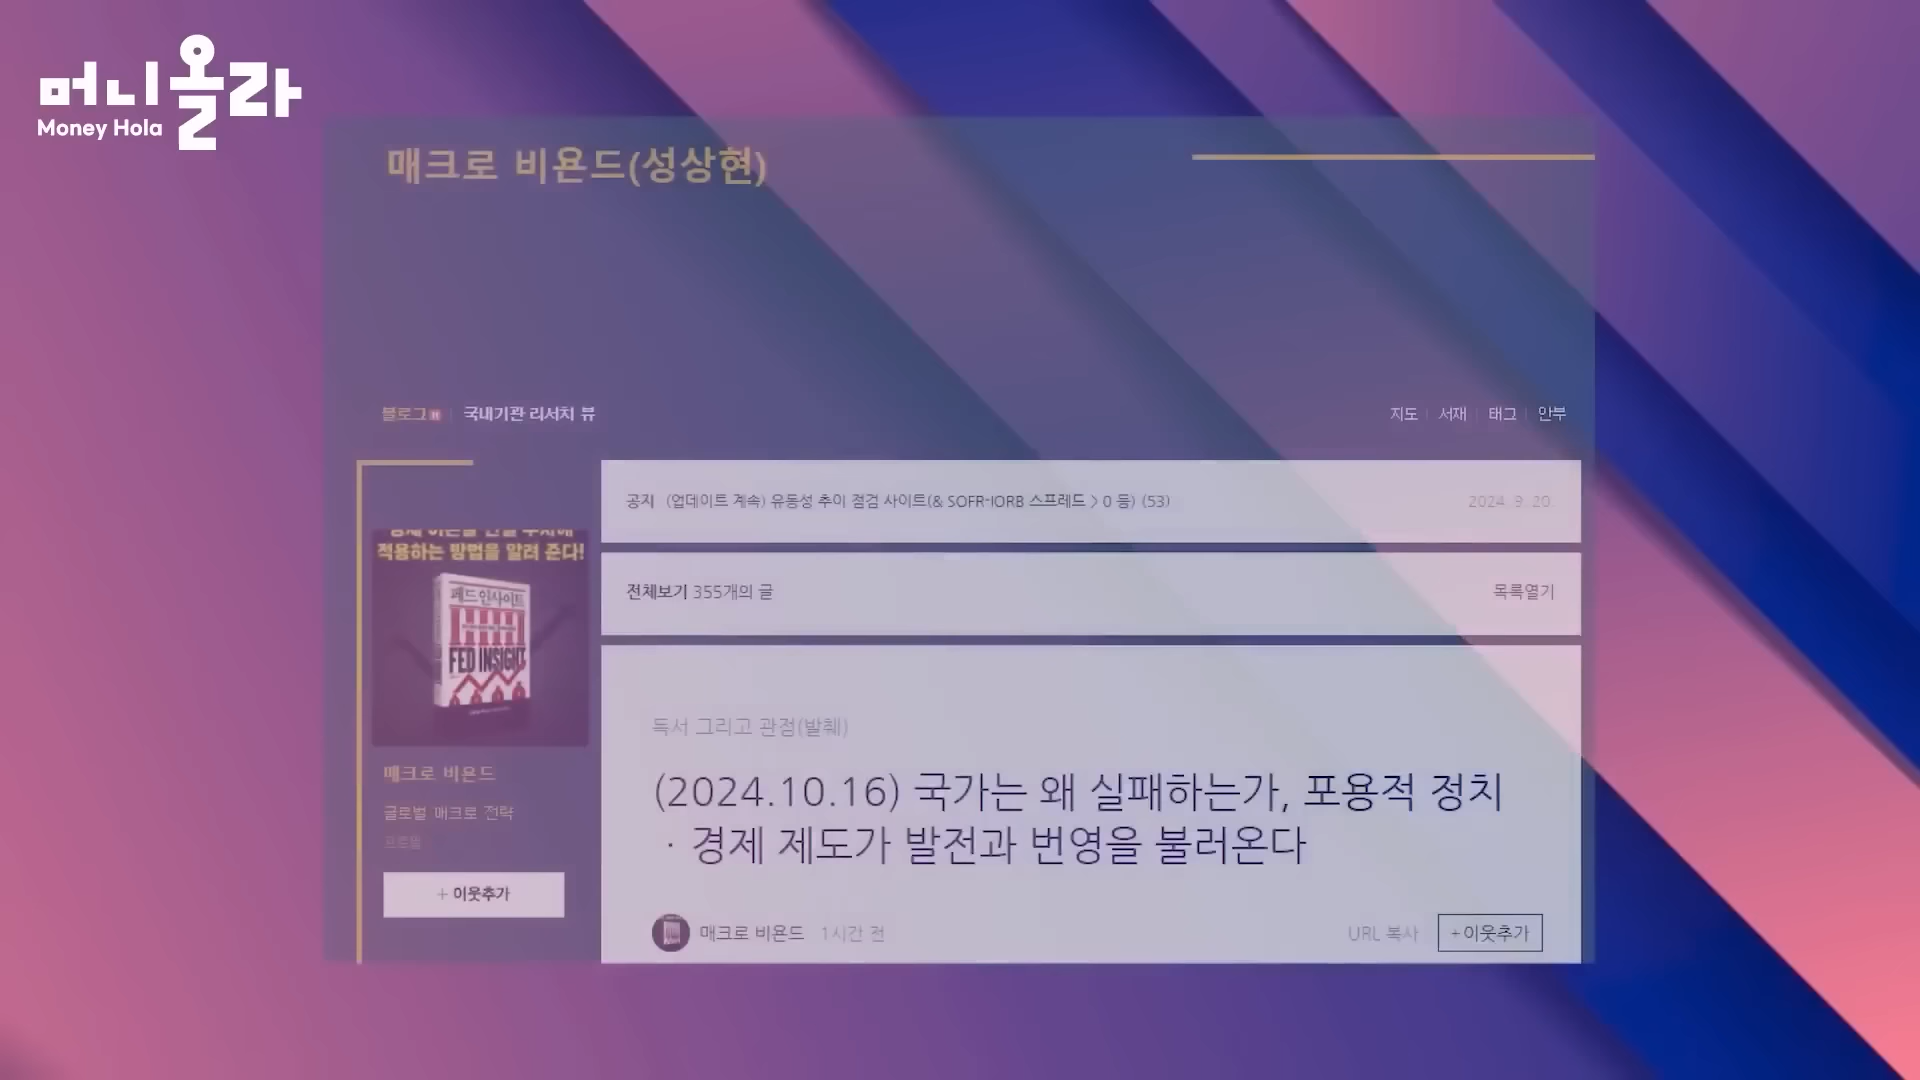 머니올라
Money Hola
매크로 비욘드(성상현)
블로그
국내기관 리서치 뷰
지도
서재
태그
안부
공지 (업데이트 계속) 유동성 추이 점검 사이트(& SOFR-IORB 스프레드 > 0 등) (53)
2024. 9. 20.
전체보기 355개의 글
목록열기
적용하는 방법을 알려 준다!
페드 인사이트
FED INSIGHT
매크로 비욘드
글로벌 매크로 전략
프로필
+ 이웃추가
독서 그리고 관점(발췌)
(2024.10.16) 국가는 왜 실패하는가, 포용적 정치
· 경제 제도가 발전과 번영을 불러온다
매크로 비욘드 1시간 전
URL 복사
+이웃추가